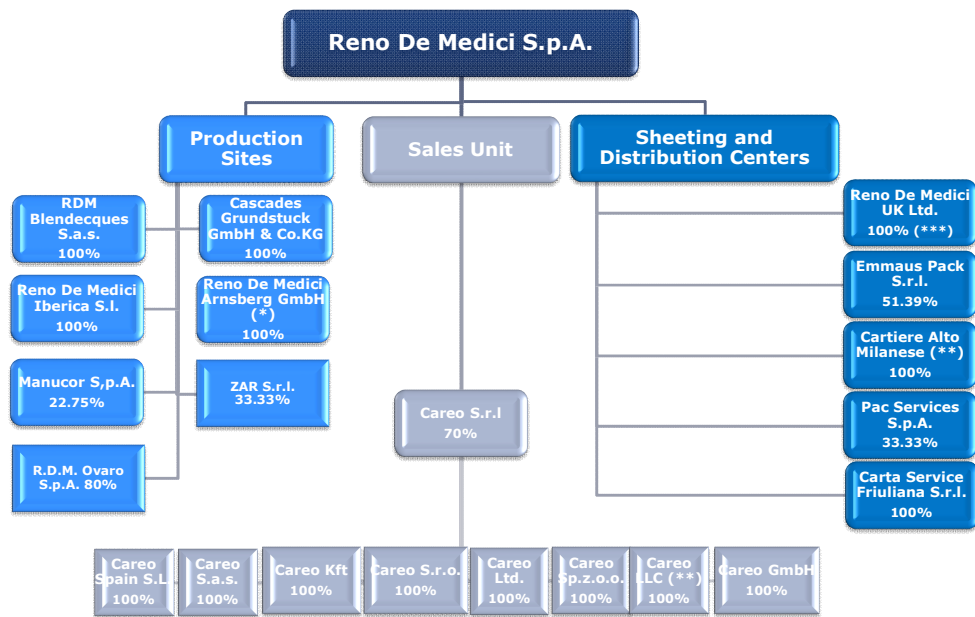 Reno De Medici S.p.A.
Production
Sites
Sales Unit
Sheeting and
Distribution Centers
RDM
Blendecques
S.a.s.
100%
Cascades
Grundstuck
GmbH & Co.KG
100%
Reno De Medici
Iberica S.l.
100%
Reno De Medici
Arnsberg GmbH
(*)
100%
Manucor S,p.A.
22.75%
ZAR S.r.l.
33.33%
R.D.M. Ovaro
S.p.A. 80%
Careo S.r.l
70%
Reno De Medici
UK Ltd.
100% (***)
Emmaus Pack
S.r.l.
51.39%
Cartiere Alto
Milanese (**)
100%
Pac Services
S.p.A.
33.33%
Carta Service
Friuliana S.r.l.
100%
Careo
Spain S.L
100%
Careo
S.a.s.
100%
Careo Kft
100%
Careo S.r.o.
100%
Careo
Ltd.
100%
Careo
Sp.z.o.o.
100%
Careo
LLC (**)
100%
Careo GmbH
100%